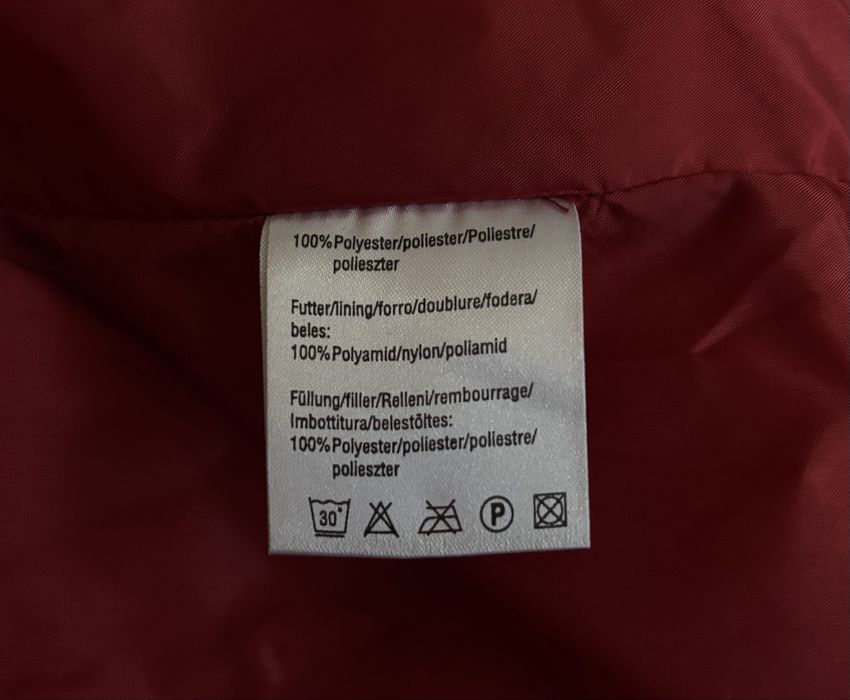 100% Polyester/poliester/Poliestre/
polieszter
Futter/lining/forro/doublure/fodera/
beles:
100% Polyamid/nylon/poliamid
Füllung/filler/Relleni/rembourrage/
Imbottitura/belestöltes:
100% Polyester/poliester/poliestre/
polieszter
30° P